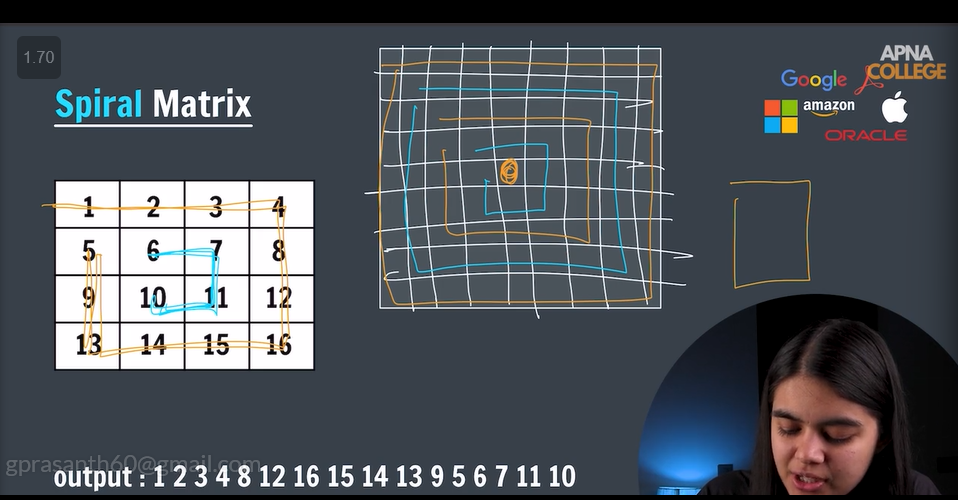 1.70
APNA
COLLEGE
Google
amazon
ORACLE
Spiral Matrix
1 2 3 4
5 6 7 8
9 10 11 12
13 14 15 16
gprasanth60@gmail.com
output : 1 2 3 4 8 12 16 15 14 13 9 5 6 7 11 10